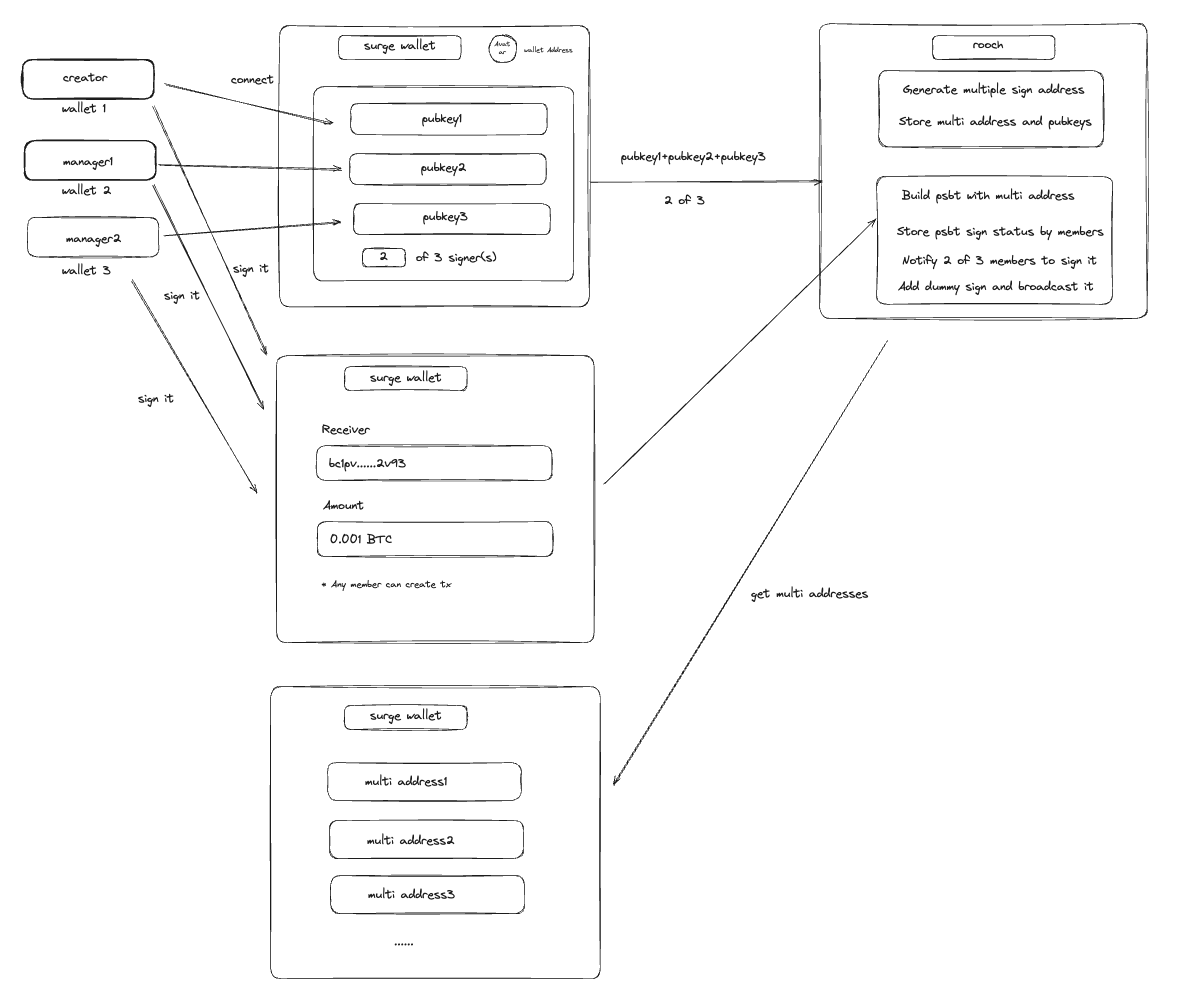 creator
wallet 1
manager1
wallet 2
manager2
wallet 3
connect
sign it
sign it
sign it
surge wallet
Avat
ar
wallet Address
pubkey1
pubkey2
pubkey3
2 of 3 signer(s)
pubkey1+pubkey2+pubkey3
2 of 3
rooch
Generate multiple sign address
Store multi address and pubkeys
Build psbt with multi address
Store psbt sign status by members
Notify 2 of 3 members to sign it
Add dummy sign and broadcast it
surge wallet
Receiver
bc1pv......2v93
Amount
0.001 BTC
* Any member can create tx
get multi addresses
surge wallet
multi address1
multi address2
multi address3
......